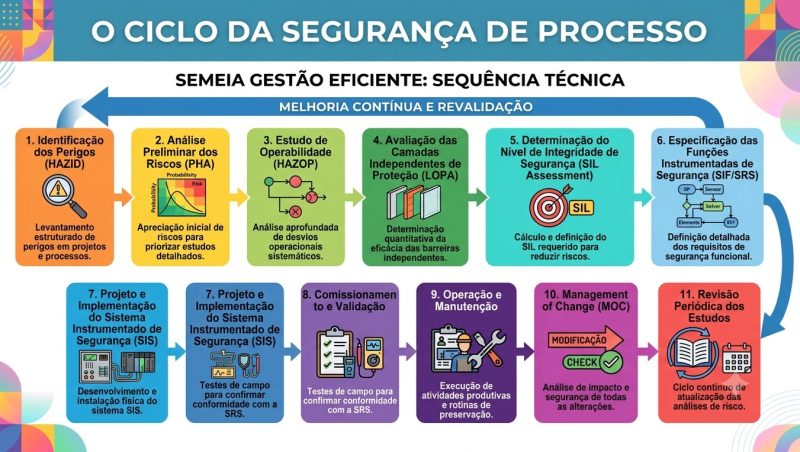 O CICLO DA SEGURANÇA DE PROCESSO
SEMEIA GESTÃO EFICIENTE: SEQUÊNCIA TÉCNICA
MELHORIA CONTÍNUA E REVALIDAÇÃO
1. Identificação
dos Perigos
(HAZID)
Levantamento
estruturado de
perigos em projetos
e processos.
2. Análise
Preliminar dos
Riscos (PHA)
Probability
Risk
Apreciação inicial de
riscos para
priorizar estudos
detalhados.
3. Estudo de
Operabilidade
(HAZOP)
Análise aprofundada
de desvios
operacionais
sistemáticos.
4. Avaliação das
Camadas
Independentes de
Proteção (LOPA)
Determinação
quantitativa da
eficácia das barreiras
independentes.
5. Determinação do
Nível de Integridade de
Segurança (SIL
Assessment)
SIL
Cálculo e definição do
SIL requerido para
reduzir riscos.
6. Especificação das
Funções
Instrumentadas de
Segurança (SIF/SRS)
Sensor
Solver
Elements
Definição detalhada
dos requisitos de
segurança funcional.
7. Projeto e
Implementação do
Sistema
Instrumentado de
Segurança (SIS)
Desenvolvimento e
instalação física do
sistema SIS.
7. Projeto e
Implementação do
Sistema
Instrumentado de
Segurança (SIS)
Testes de campo
para confirmar
conformidade com a
SRS.
8. Comissionamen
to e Validação
Testes de campo para
confirmar conformidade
com a SRS.
9. Operação e
Manutenção
Execução de
atividades produtivas
e rotinas de
preservação.
10. Management
of Change (MOC)
MODIFICAÇÃO
CHECK
Análise de impacto e
segurança de todas
as alterações.
11. Revisão
Periódica dos
Estudos
Ciclo contínuo de
atualização das
análises de risco.